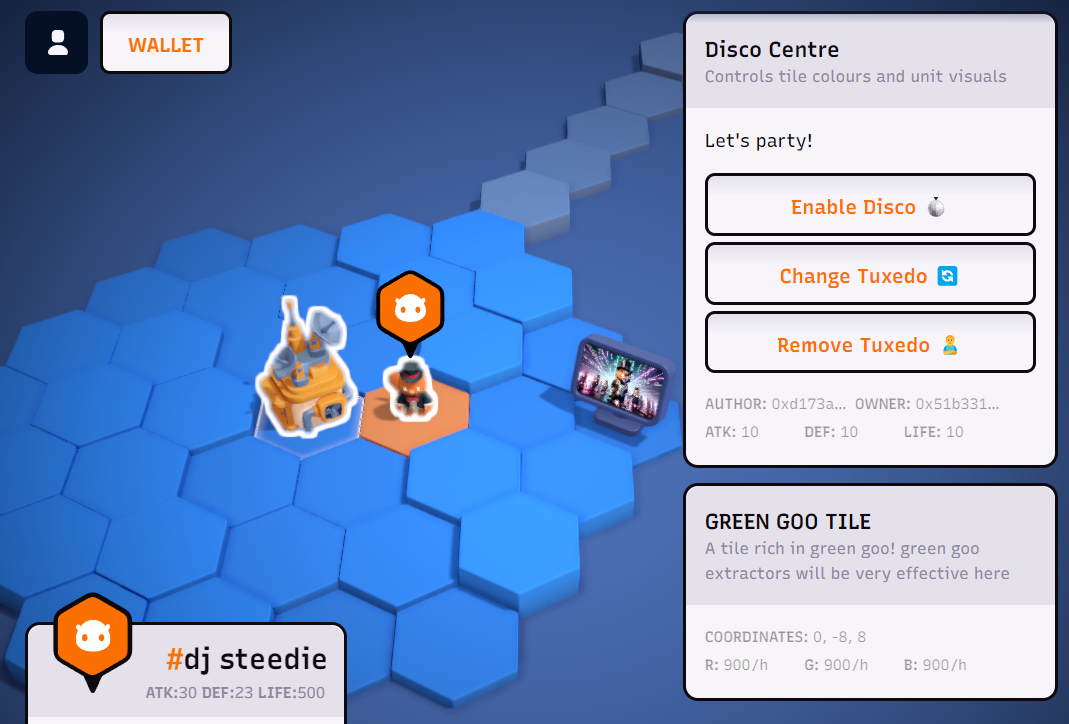 WALLET
Disco Centre
Controls tile colours and unit visuals
Let's party!
Enable Disco
Change Tuxedo
Remove Tuxedo
AUTHOR: 0xd173a... OWNER: 0x51b331...
ATK: 10 DEF: 10 LIFE: 10
GREEN GOO TILE
A tile rich in green goo! green goo
extractors will be very effective here
COORDINATES: 0, -8, 8
R: 900/h G: 900/h B: 900/h
#dj steedie
ATK:30 DEF:23 LIFE:500